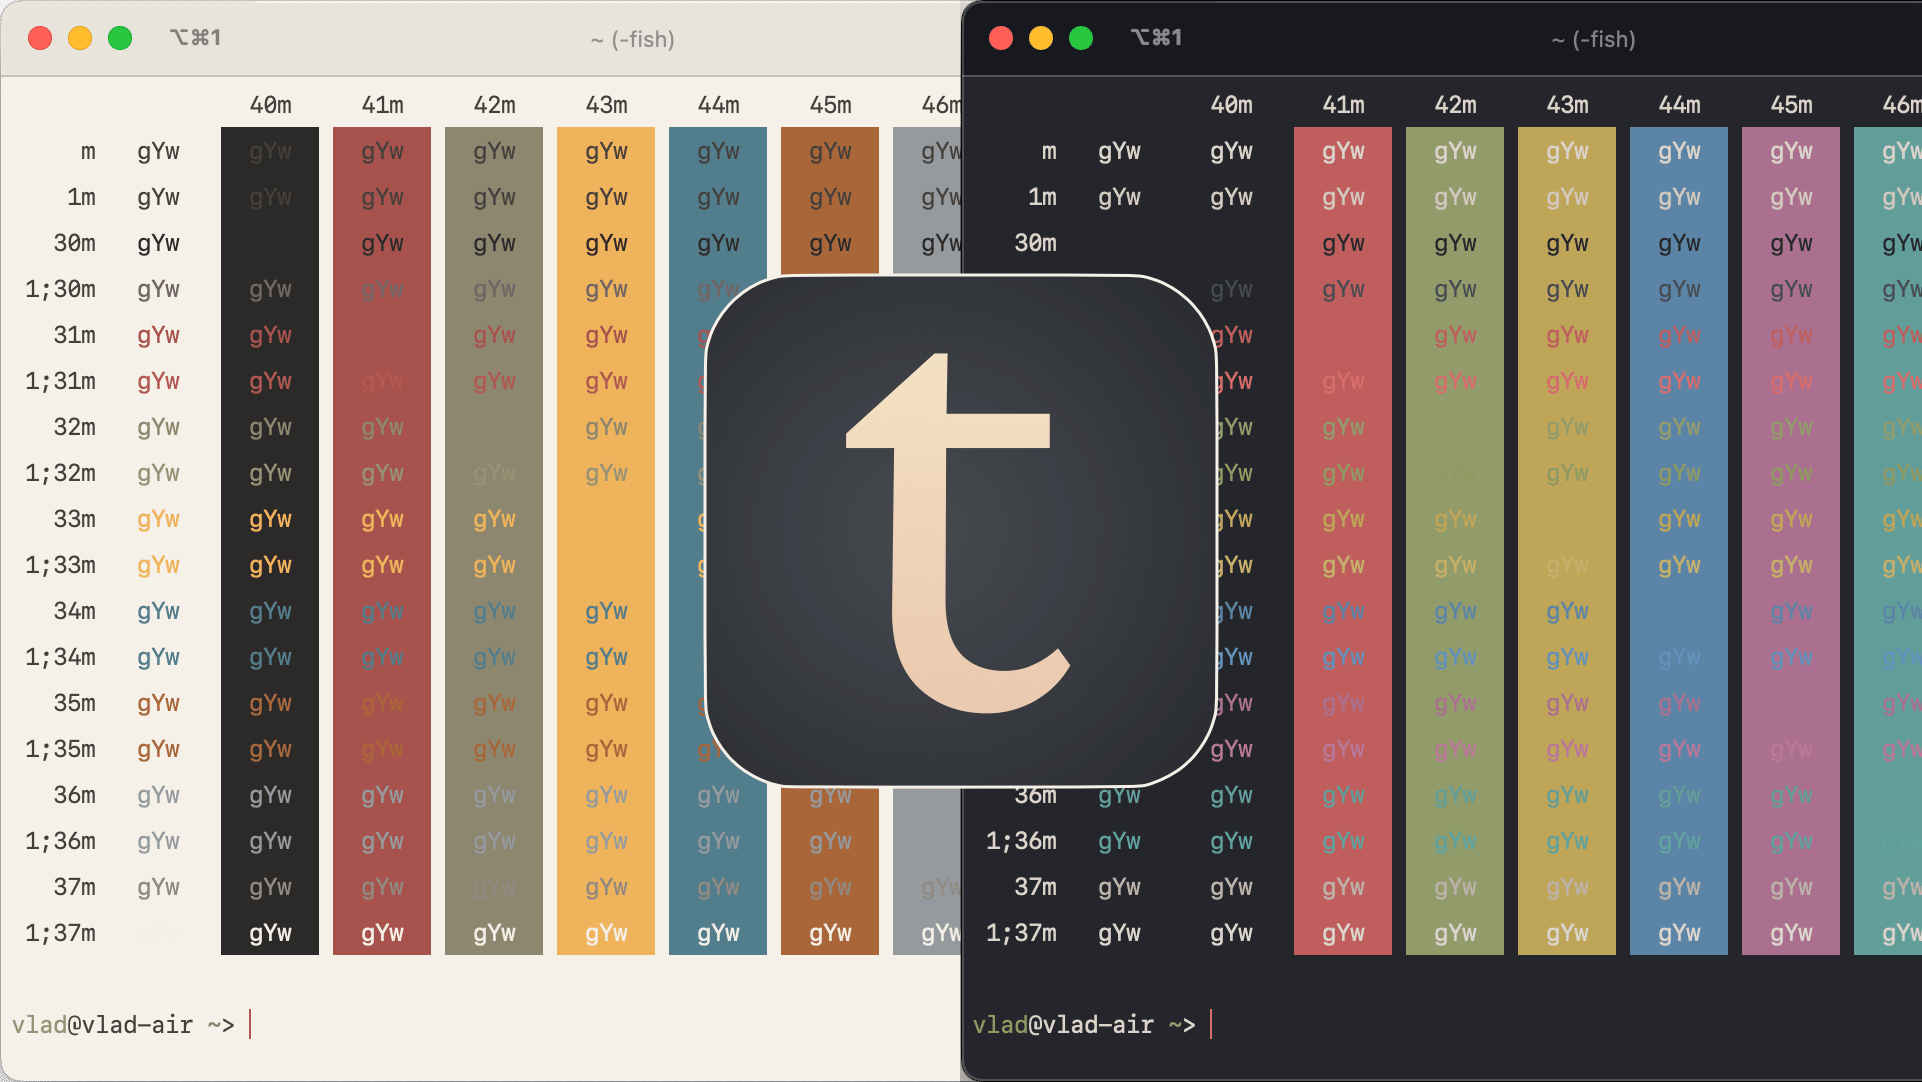 ⌥⌘1 ~ (-fish)
40m 41m 42m 43m 44m 45m 46m
m gYw gYw gYw gYw gYw gYw gYw gYw
1m gYw gYw gYw gYw gYw gYw gYw gYw
30m gYw gYw gYw gYw gYw gYw gYw
1;30m gYw gYw gYw gYw gYw gYw
31m gYw gYw gYw gYw
1;31m gYw gYw gYw gYw gYw
32m gYw gYw gYw gYw
1;32m gYw gYw gYw gYw gYw
33m gYw gYw gYw gYw
1;33m gYw gYw gYw gYw
34m gYw gYw gYw gYw gYw
1;34m gYw gYw gYw gYw gYw
35m gYw gYw gYw gYw gYw
1;35m gYw gYw gYw gYw gYw
36m gYw gYw gYw gYw gYw gYw gYw
1;36m gYw gYw gYw gYw gYw gYw gYw
37m gYw gYw gYw gYw gYw gYw gYw gYw
1;37m gYw gYw gYw gYw gYw gYw gYw gYw
vlad@vlad-air ~>
t
⌥⌘1 ~ (-fish)
40m 41m 42m 43m 44m 45m 46m
m gYw gYw gYw gYw gYw gYw gYw gYw
1m gYw gYw gYw gYw gYw gYw gYw gYw
30m gYw gYw gYw gYw gYw gYw
gYw gYw gYw gYw gYw gYw gYw
gYw gYw gYw gYw gYw gYw
gYw gYw gYw gYw gYw gYw gYw
gYw gYw gYw gYw gYw gYw
gYw gYw gYw gYw gYw gYw gYw
gYw gYw gYw gYw gYw gYw
gYw gYw gYw gYw gYw gYw gYw
gYw gYw gYw gYw gYw gYw
gYw gYw gYw gYw gYw gYw gYw
gYw gYw gYw gYw gYw gYw
gYw gYw gYw gYw gYw gYw gYw
36m gYw gYw gYw gYw gYw gYw gYw
1;36m gYw gYw gYw gYw gYw gYw gYw
37m gYw gYw gYw gYw gYw gYw gYw gYw
1;37m gYw gYw gYw gYw gYw gYw gYw gYw
vlad@vlad-air ~>